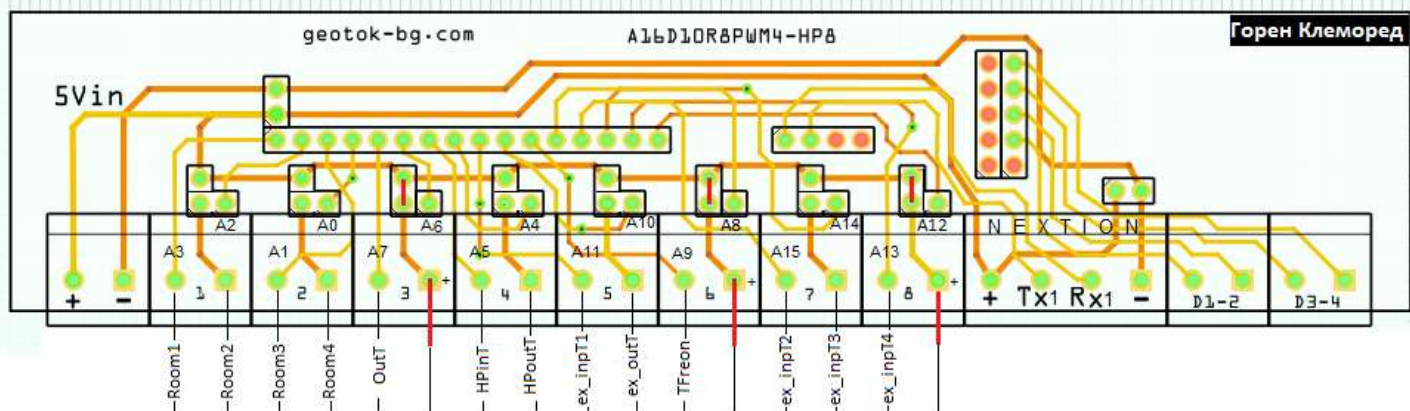 geotok-bg.com A16D10R8PWM4-HP8 Горен Клеморед
5Vin
A2 A0 A6 A4 A10 A8 A14 A12 NEXTION
A3 A1 A7 A5 A11 A9 A15 A13
+ - 1 2 3 + 4 5 6 + 7 8 + + Tx1 Rx1 - D1-2 D3-4
Room1
Room2
Room3
Room4
OutT
HPinT
HPoutT
ex_inpT1
ex_outT
TFreon
ex_inpT2
ex_inpT3
ex_inpT4